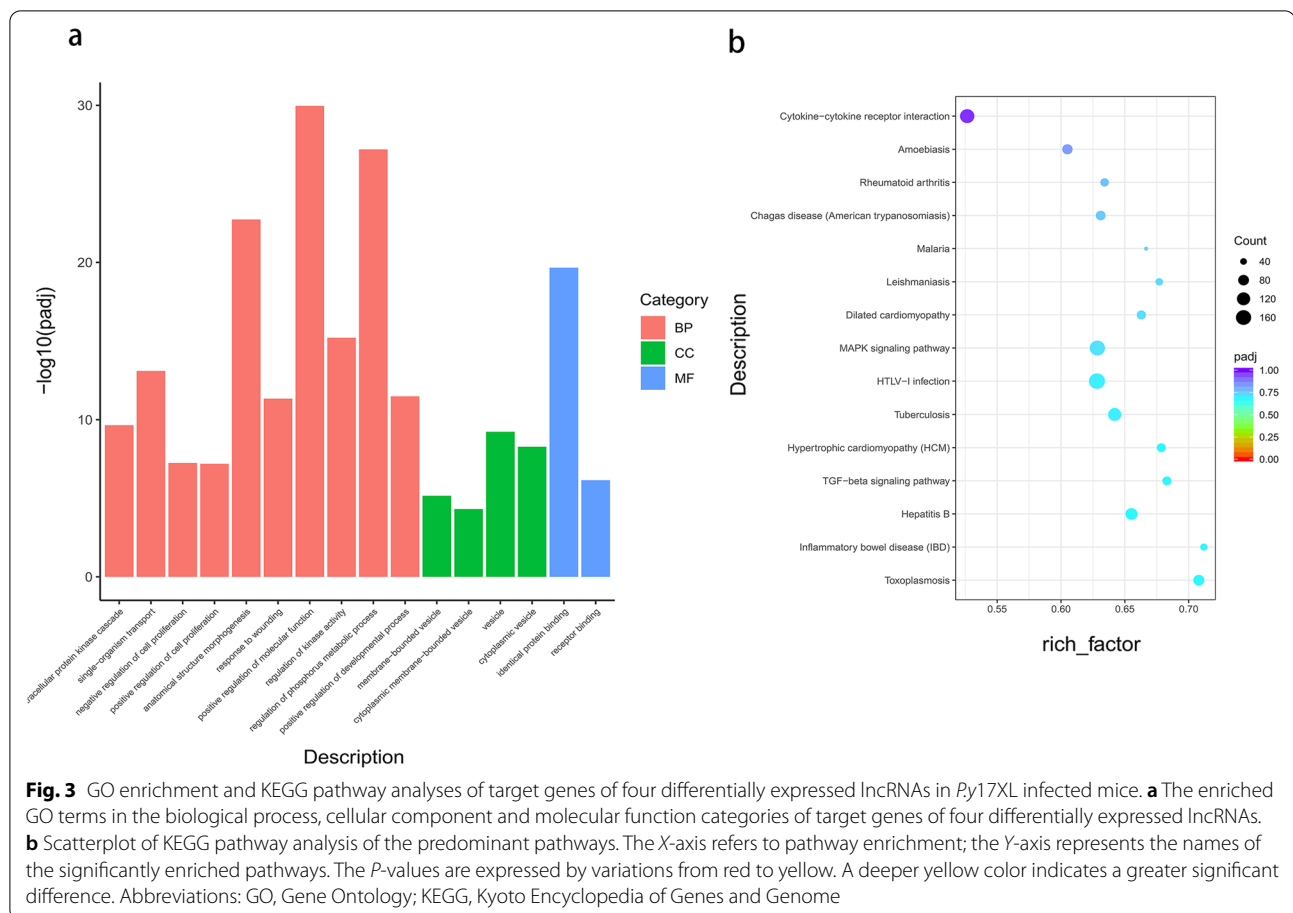 a
−log10(padj)
30
20
10
0
racellular protein kinase cascade
single−organism transport
negative regulation of cell proliferation
positive regulation of cell proliferation
anatomical structure morphogenesis
response to wounding
positive regulation of molecular function
regulation of kinase activity
regulation of phosphorus metabolic process
positive regulation of developmental process
membrane−bounded vesicle
cytoplasmic membrane−bounded vesicle
vesicle
cytoplasmic vesicle
identical protein binding
receptor binding
Description
Category
BP
CC
MF
b
Description
Cytokine−cytokine receptor interaction
Amoebiasis
Rheumatoid arthritis
Chagas disease (American trypanosomiasis)
Malaria
Leishmaniasis
Dilated cardiomyopathy
MAPK signaling pathway
HTLV−I infection
Tuberculosis
Hypertrophic cardiomyopathy (HCM)
TGF−beta signaling pathway
Hepatitis B
Inflammatory bowel disease (IBD)
Toxoplasmosis
0.55 0.60 0.65 0.70
rich_factor
Count
40
80
120
160
padj
1.00
0.75
0.50
0.25
0.00
Fig. 3 GO enrichment and KEGG pathway analyses of target genes of four differentially expressed lncRNAs in P.y17XL infected mice. a The enriched
GO terms in the biological process, cellular component and molecular function categories of target genes of four differentially expressed lncRNAs.
b Scatterplot of KEGG pathway analysis of the predominant pathways. The X-axis refers to pathway enrichment; the Y-axis represents the names of
the significantly enriched pathways. The P-values are expressed by variations from red to yellow. A deeper yellow color indicates a greater significant
difference. Abbreviations: GO, Gene Ontology; KEGG, Kyoto Encyclopedia of Genes and Genome